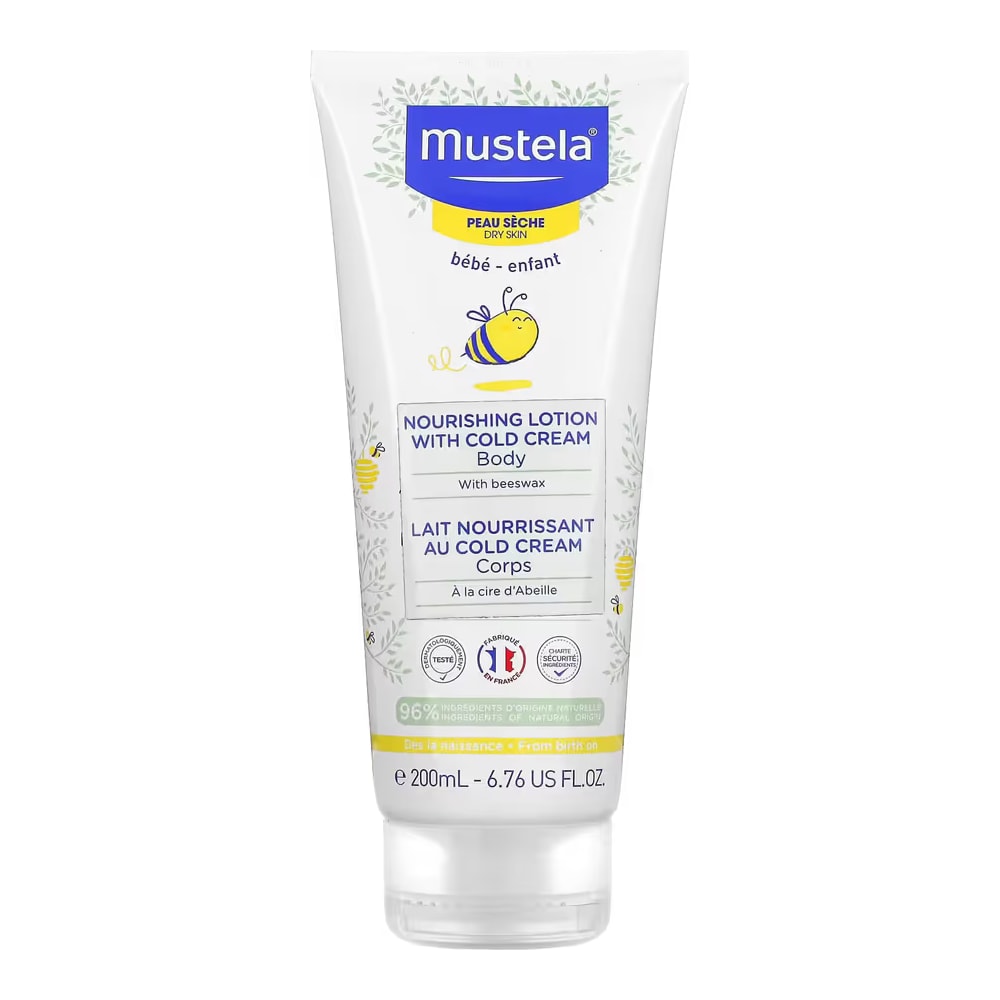 mustela®
PEAU SÈCHE
DRY SKIN
bébé - enfant
NOURISHING LOTION
WITH COLD CREAM
Body
With beeswax
LAIT NOURRISSANT
AU COLD CREAM
Corps
À la cire d'Abeille
DERMATOLOGIQUEMENT
TESTÉ
FABRIQUÉ
EN FRANCE
CHARTE
SÉCURITÉ
INGRÉDIENTS
96% INGRÉDIENTS D'ORIGINE NATURELLE
INGREDIENTS OF NATURAL ORIGIN
Dès la naissance • From birth on
e 200mL - 6.76 US FL.OZ.